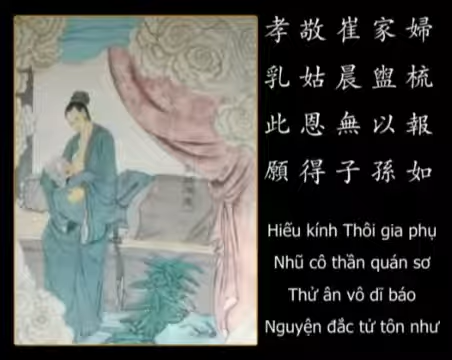 孝敬崔家婦
乳姑晨盥梳
此恩無以報
願得子孫如
Hiếu kính Thôi gia phụ
Nhũ cô thần quán sơ
Thử ân vô dĩ báo
Nguyện đắc tử tôn như